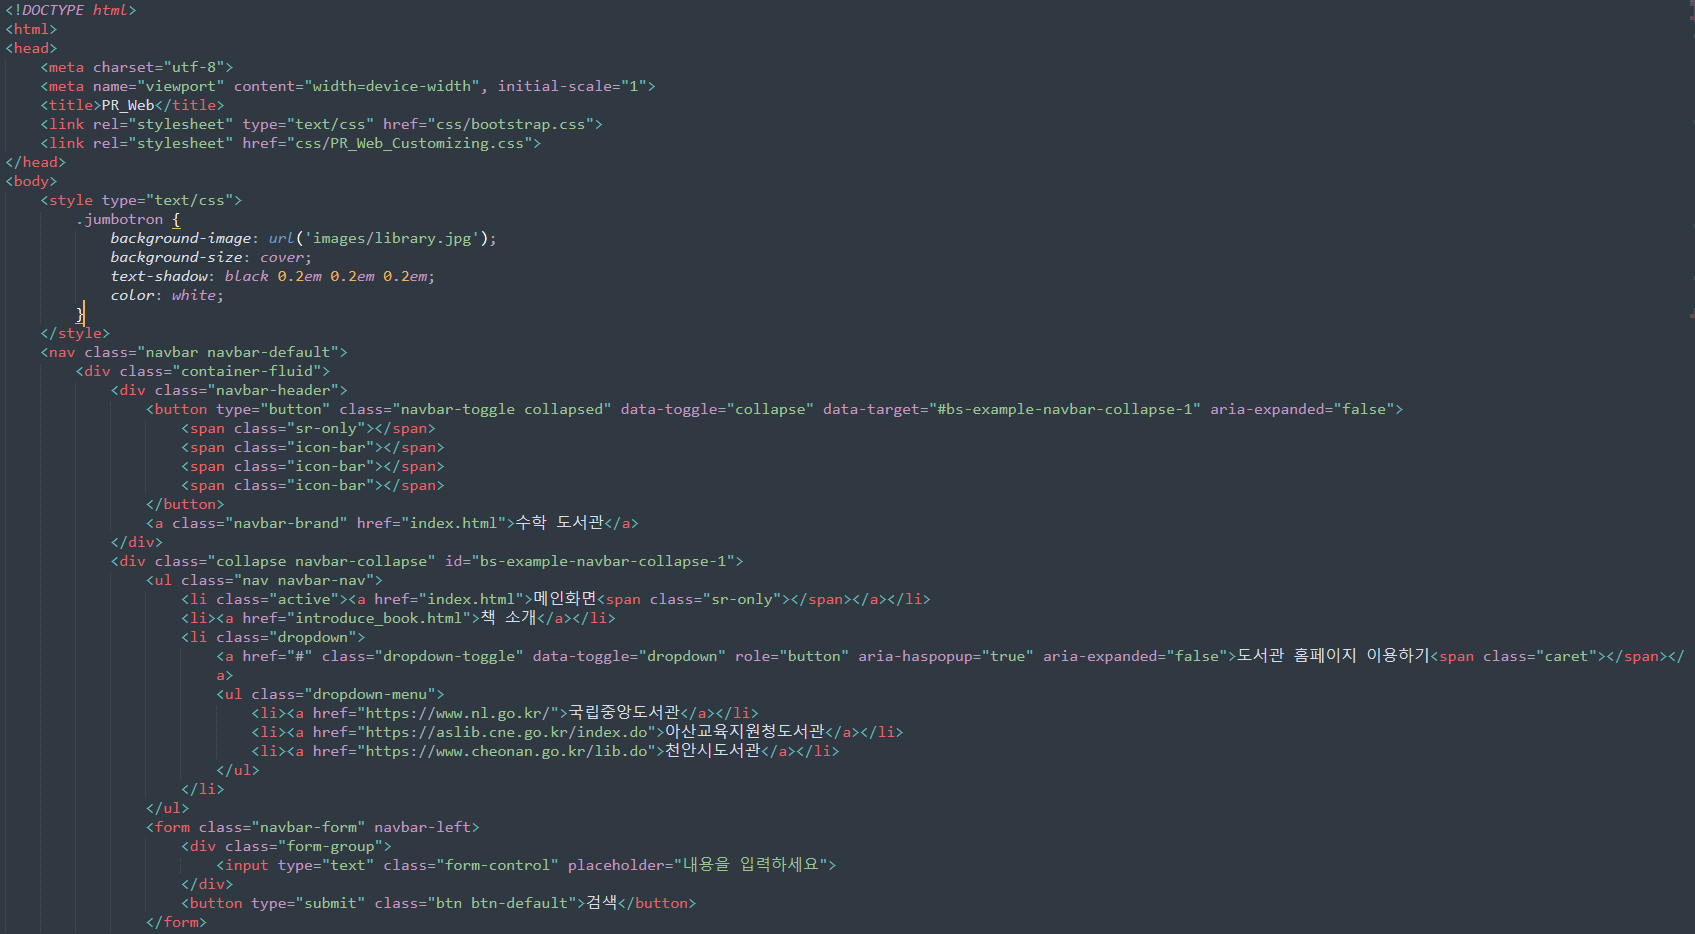 <!DOCTYPE html>
<html>
<head>
    <meta charset="utf-8">
    <meta name="viewport" content="width=device-width", initial-scale="1">
    <title>PR_Web</title>
    <link rel="stylesheet" type="text/css" href="css/bootstrap.css">
    <link rel="stylesheet" href="css/PR_Web_Customizing.css">
</head>
<body>
    <style type="text/css">
        .jumbotron {
            background-image: url('images/library.jpg');
            background-size: cover;
            text-shadow: black 0.2em 0.2em 0.2em;
            color: white;
        }
    </style>
    <nav class="navbar navbar-default">
        <div class="container-fluid">
            <div class="navbar-header">
                <button type="button" class="navbar-toggle collapsed" data-toggle="collapse" data-target="#bs-example-navbar-collapse-1" aria-expanded="false">
                    <span class="sr-only"></span>
                    <span class="icon-bar"></span>
                    <span class="icon-bar"></span>
                    <span class="icon-bar"></span>
                </button>
                <a class="navbar-brand" href="index.html">수학 도서관</a>
            </div>
            <div class="collapse navbar-collapse" id="bs-example-navbar-collapse-1">
                <ul class="nav navbar-nav">
                    <li class="active"><a href="index.html">메인화면<span class="sr-only"></span></a></li>
                    <li><a href="introduce_book.html">책 소개</a></li>
                    <li class="dropdown">
                        <a href="#" class="dropdown-toggle" data-toggle="dropdown" role="button" aria-haspopup="true" aria-expanded="false">도서관 홈페이지 이용하기<span class="caret"></span></
                        a>
                        <ul class="dropdown-menu">
                            <li><a href="https://www.nl.go.kr/">국립중앙도서관</a></li>
                            <li><a href="https://aslib.cne.go.kr/index.do">아산교육지원청도서관</a></li>
                            <li><a href="https://www.cheonan.go.kr/lib.do">천안시도서관</a></li>
                        </ul>
                    </li>
                </ul>
                <form class="navbar-form" navbar-left>
                    <div class="form-group">
                        <input type="text" class="form-control" placeholder="내용을 입력하세요">
                    </div>
                    <button type="submit" class="btn btn-default">검색</button>
                </form>